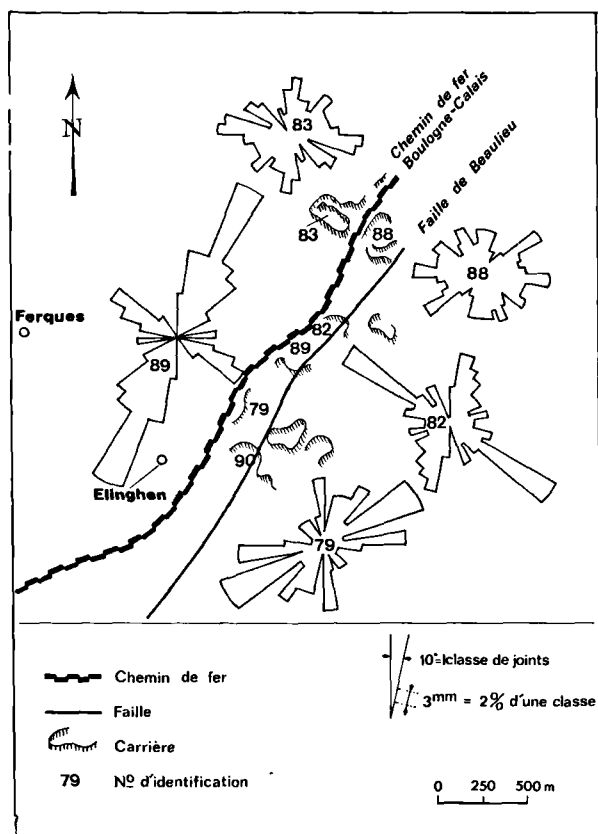 N
83
Chemin de fer
Boulogne-Calais
Faille de Beaulieu
83
88
88
Ferques
82
89
89
79
82
90
Elinghen
79
10°=1classe de joints
3mm = 2% d'une classe
Chemin de fer
Faille
Carrière
79 No d'identification
0 250 500 m